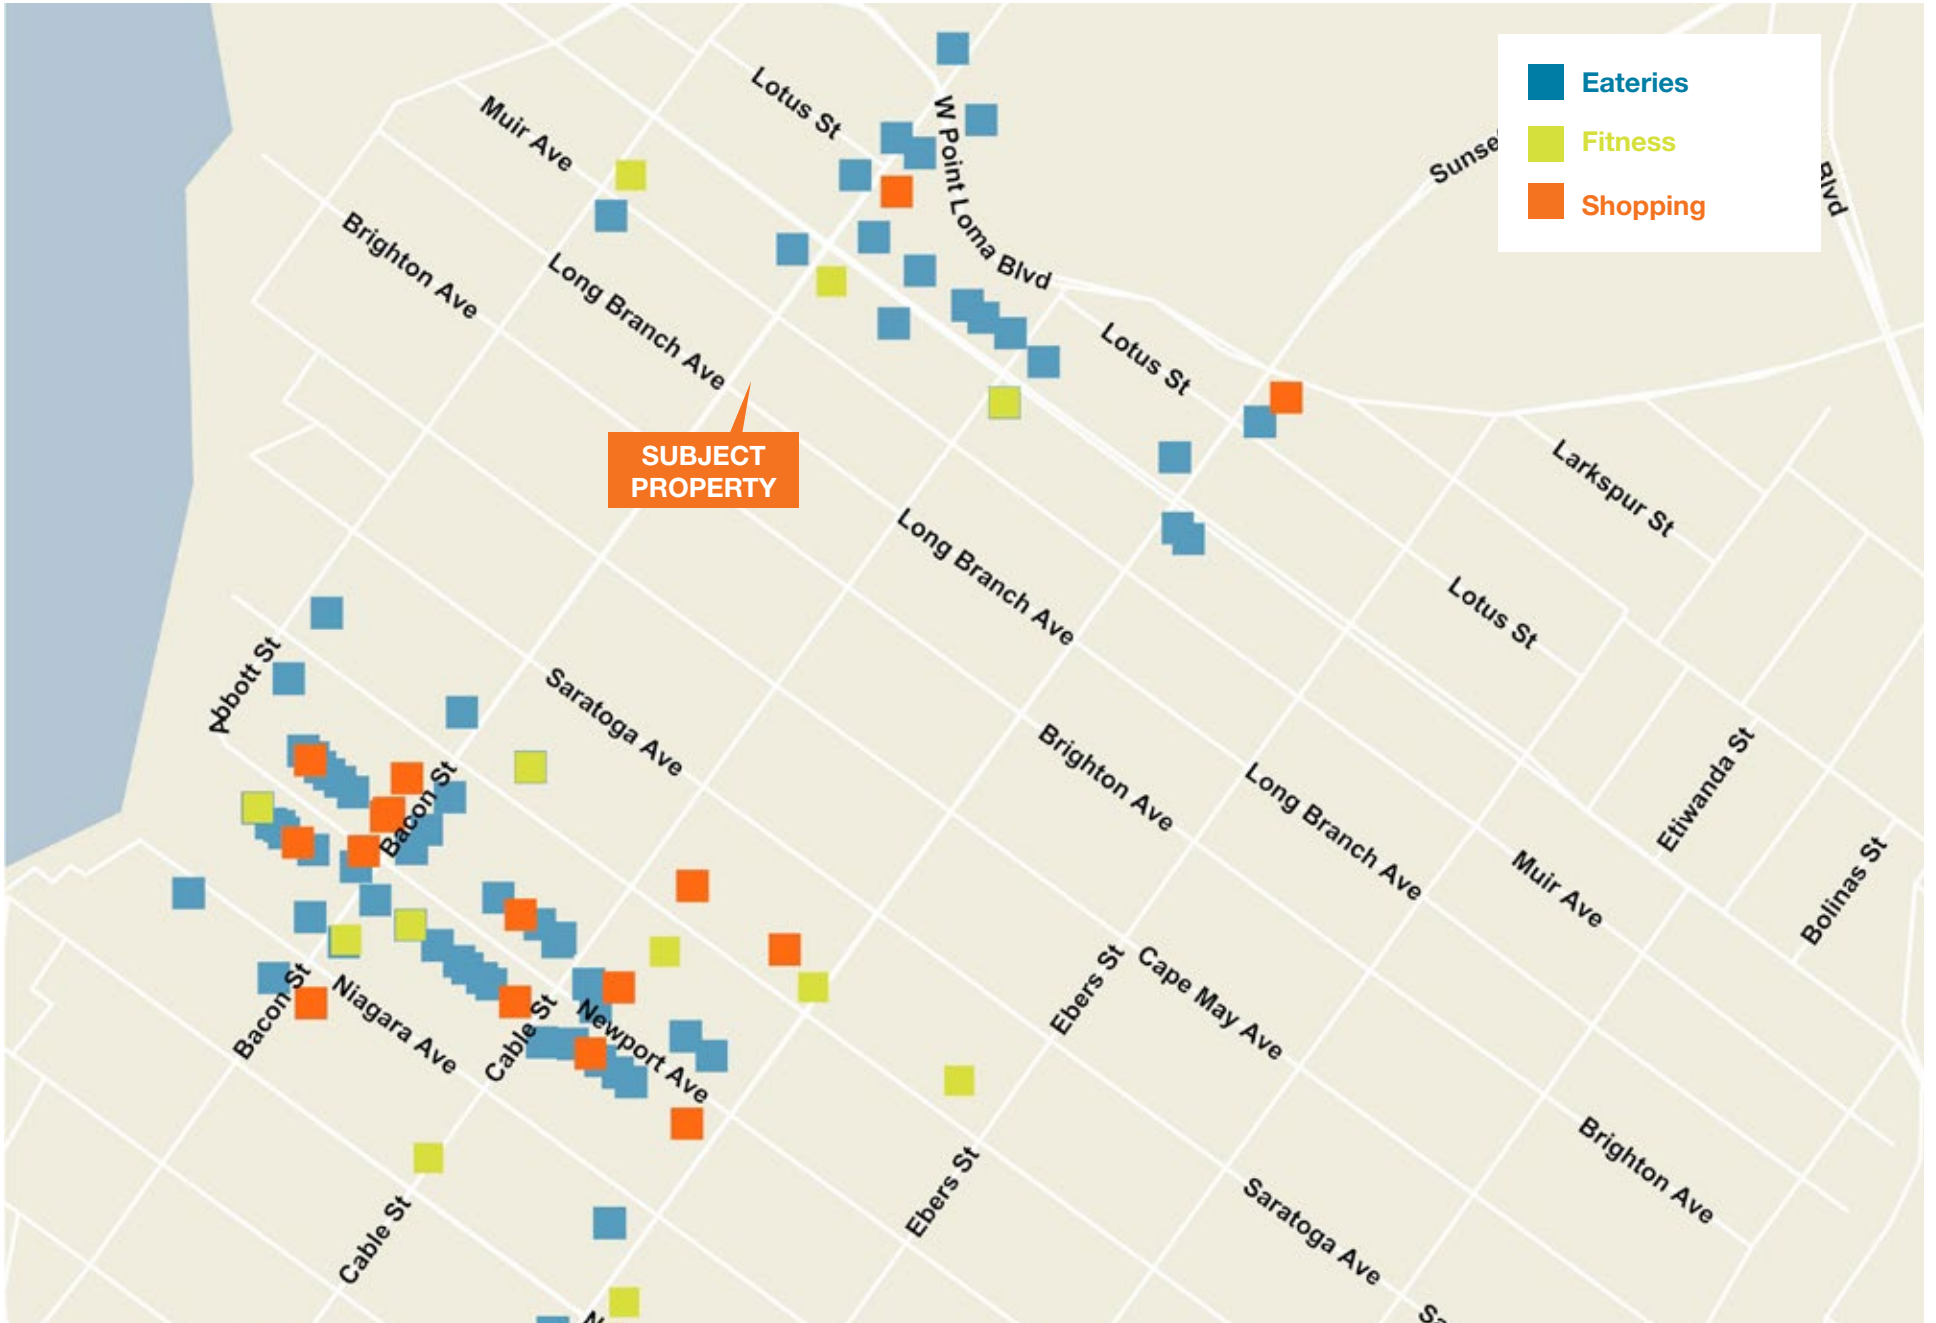 Eateries
Fitness
Shopping
Lotus St
Muir Ave
W Point Loma Blvd
Sunse
Blvd
Brighton Ave
Long Branch Ave
Lotus St
SUBJECT
PROPERTY
Larkspur St
Long Branch Ave
Lotus St
Abbott St
Saratoga Ave
Brighton Ave
Long Branch Ave
Etiwanda St
Bacon St
Muir Ave
Bolinas St
Ebers St
Cape May Ave
Bacon St
Niagara Ave
Cable St
Newport Ave
Brighton Ave
Ebers St
Saratoga Ave
Cable St